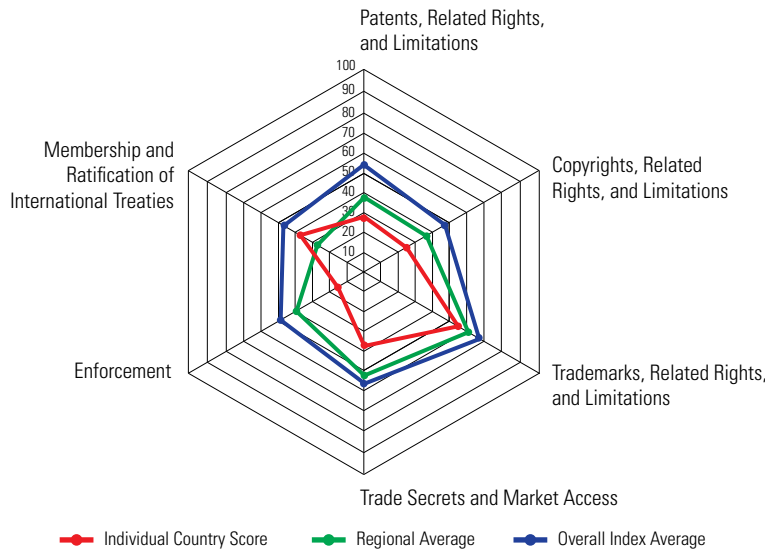 Patents, Related Rights,
and Limitations
100
90
80
70
60
50
40
30
20
10
Copyrights, Related
Rights, and Limitations
Trademarks, Related Rights,
and Limitations
Trade Secrets and Market Access
Enforcement
Membership and
Ratification of
International Treaties
Individual Country Score
Regional Average
Overall Index Average